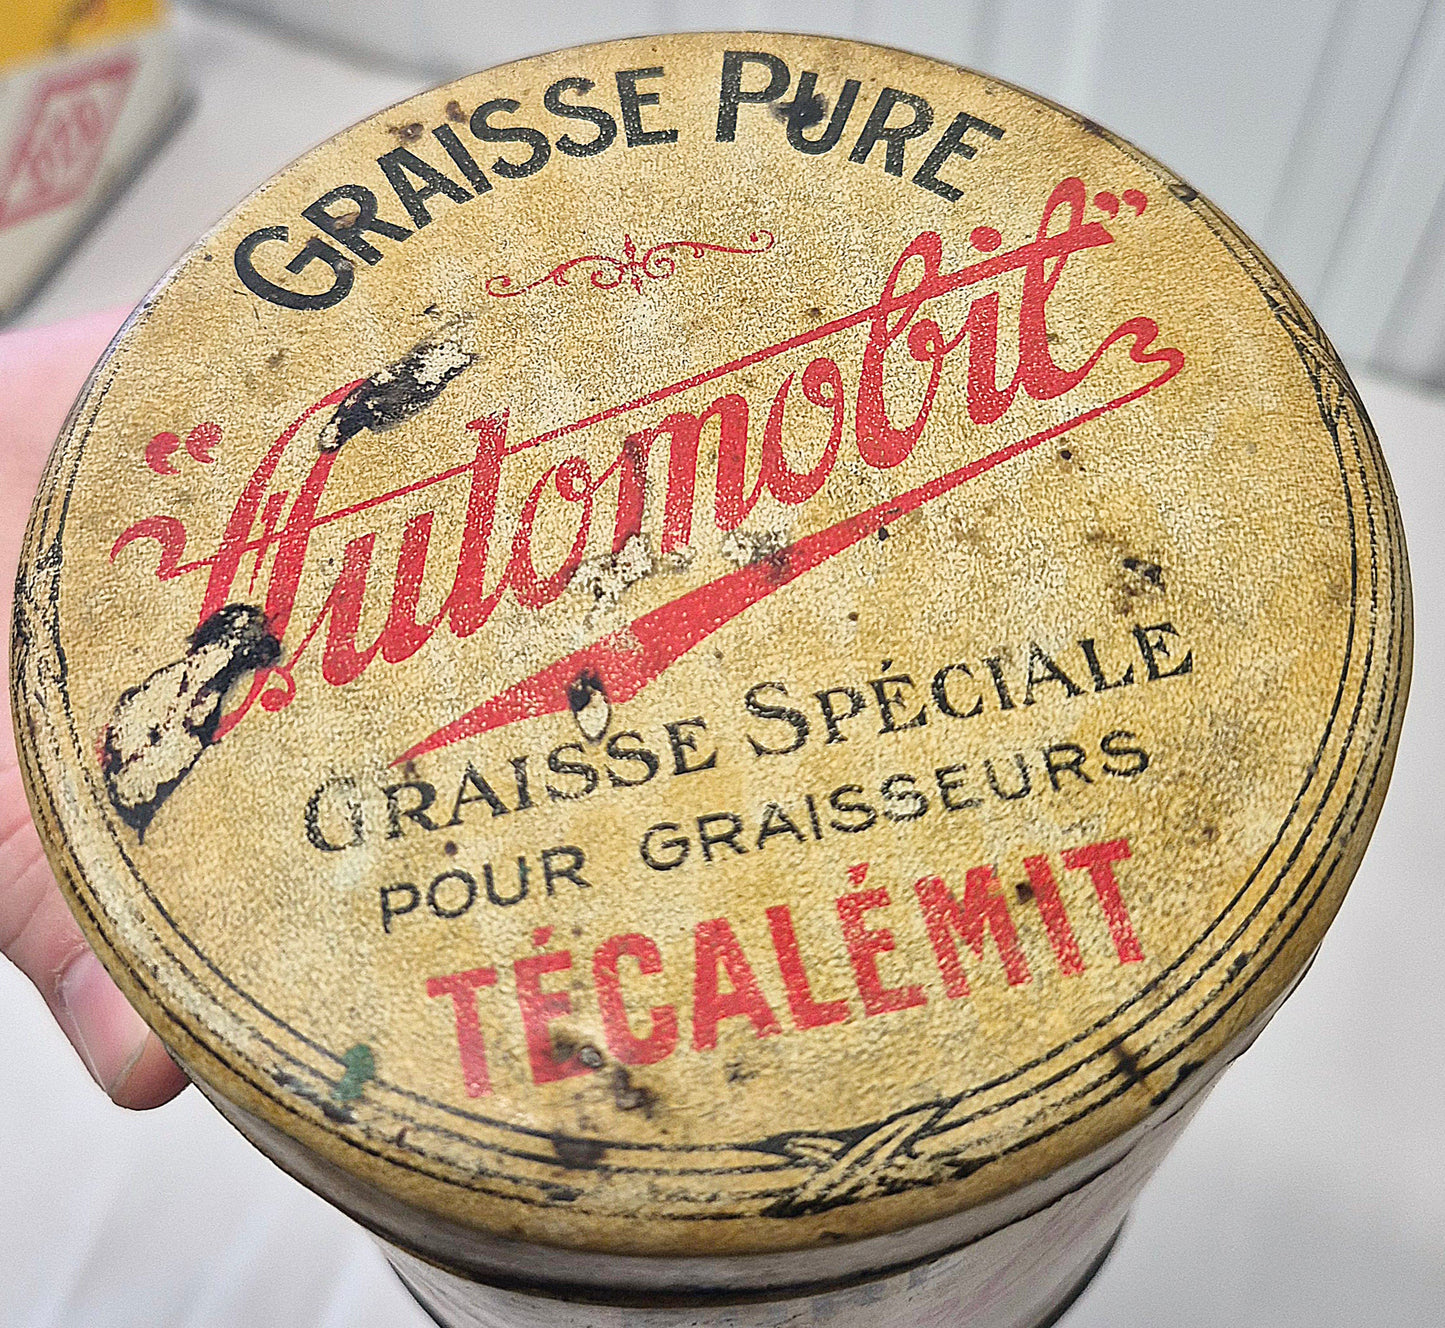 GRAISSE PURE
"Automobil"
GRAISSE SPÉCIALE
POUR GRAISSEURS
TÉCALÉMIT